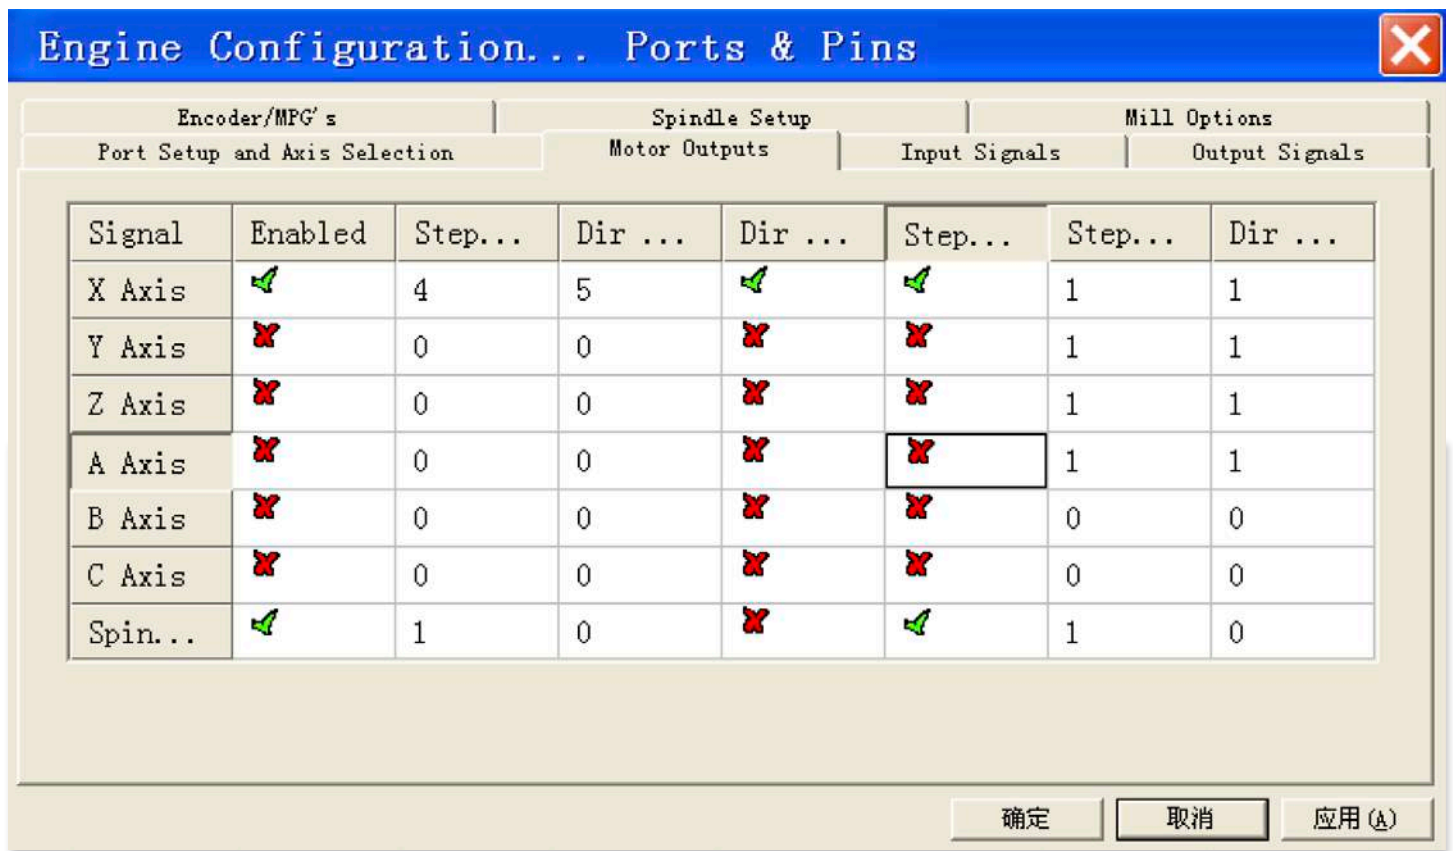 Engine Configuration... Ports & Pins
Encoder/MPG's Spindle Setup Mill Options
Port Setup and Axis Selection Motor Outputs Input Signals Output Signals
Signal Enabled Step... Dir ... Dir ... Step... Step... Dir ...
X Axis 4 5 1 1
Y Axis 0 0 1 1
Z Axis 0 0 1 1
A Axis 0 0 1 1
B Axis 0 0 0 0
C Axis 0 0 0 0
Spin... 1 0 1 0
确定 取消 应用(A)